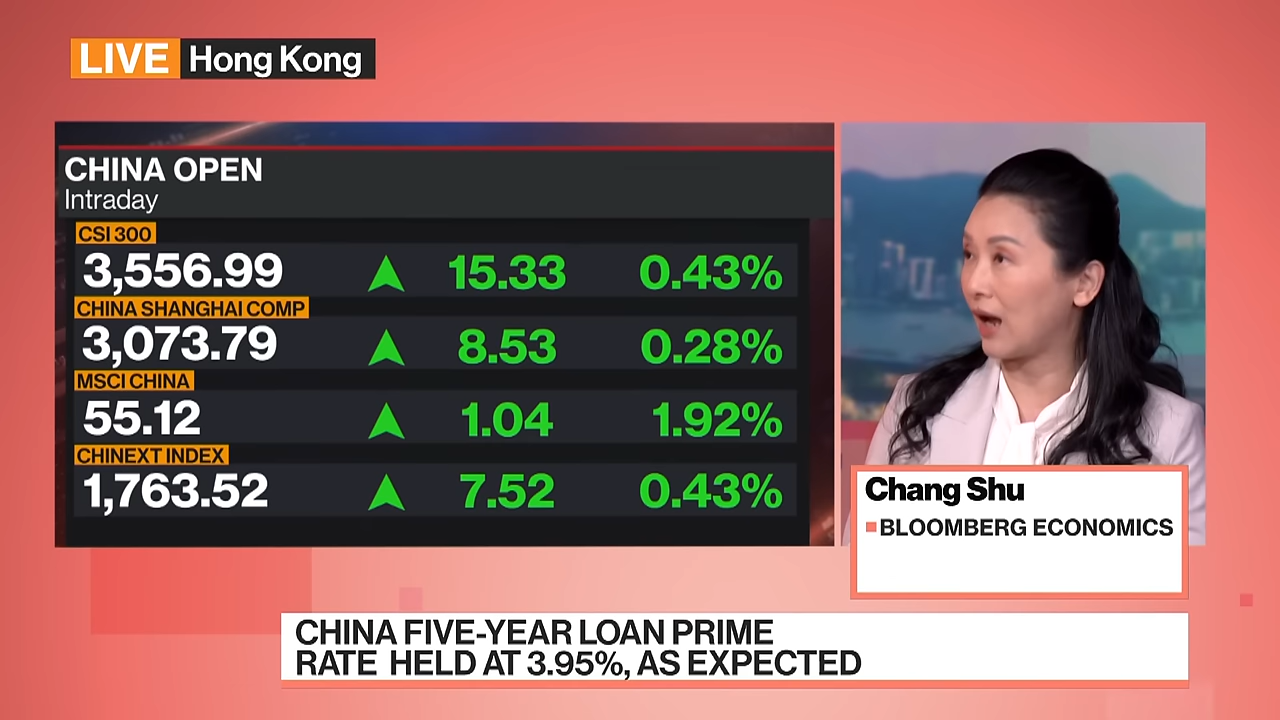 LIVE Hong Kong
CHINA OPEN
Intraday
CSI 300
3,556.99 15.33 0.43%
CHINA SHANGHAI COMP
3,073.79 8.53 0.28%
MSCI CHINA
55.12 1.04 1.92%
CHINEXT INDEX
1,763.52 7.52 0.43%
Chang Shu
BLOOMBERG ECONOMICS
CHINA FIVE-YEAR LOAN PRIME
RATE HELD AT 3.95%, AS EXPECTED